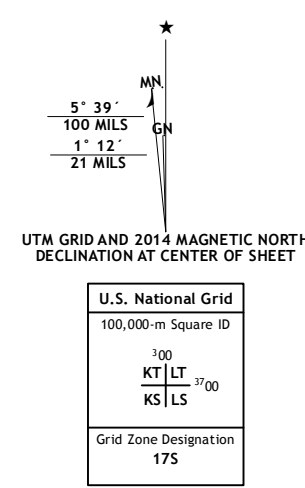 ★
MN
5° 39´
100 MILS
GN
1° 12´
21 MILS
UTM GRID AND 2014 MAGNETIC NORTH
DECLINATION AT CENTER OF SHEET
U.S. National Grid
100,000-m Square ID
300
KT LT
3700
KS LS
Grid Zone Designation
17S